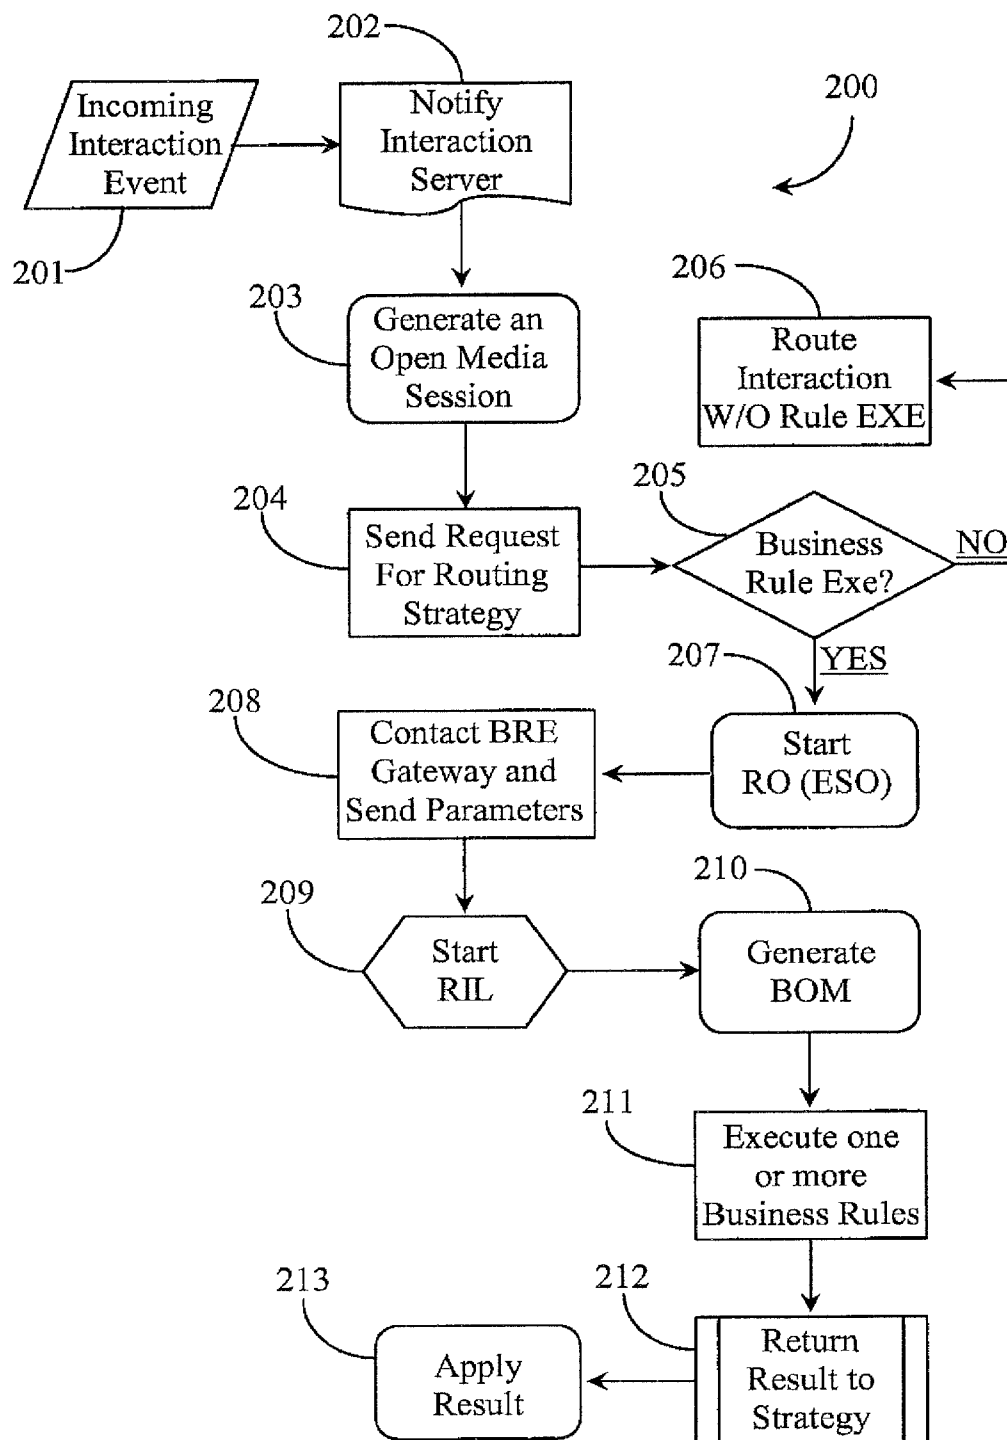 202
Incoming
Interaction
Event
Notify
Interaction
Server
200
201
203
Generate an
Open Media
Session
206
Route
Interaction
W/O Rule EXE
204
Send Request
For Routing
Strategy
205
Business
Rule Exe?
NO
YES
207
208
Contact BRE
Gateway and
Send Parameters
Start
RO (ESO)
209
Start
RIL
210
Generate
BOM
211
Execute one
or more
Business Rules
213
Apply
Result
212
Return
Result to
Strategy